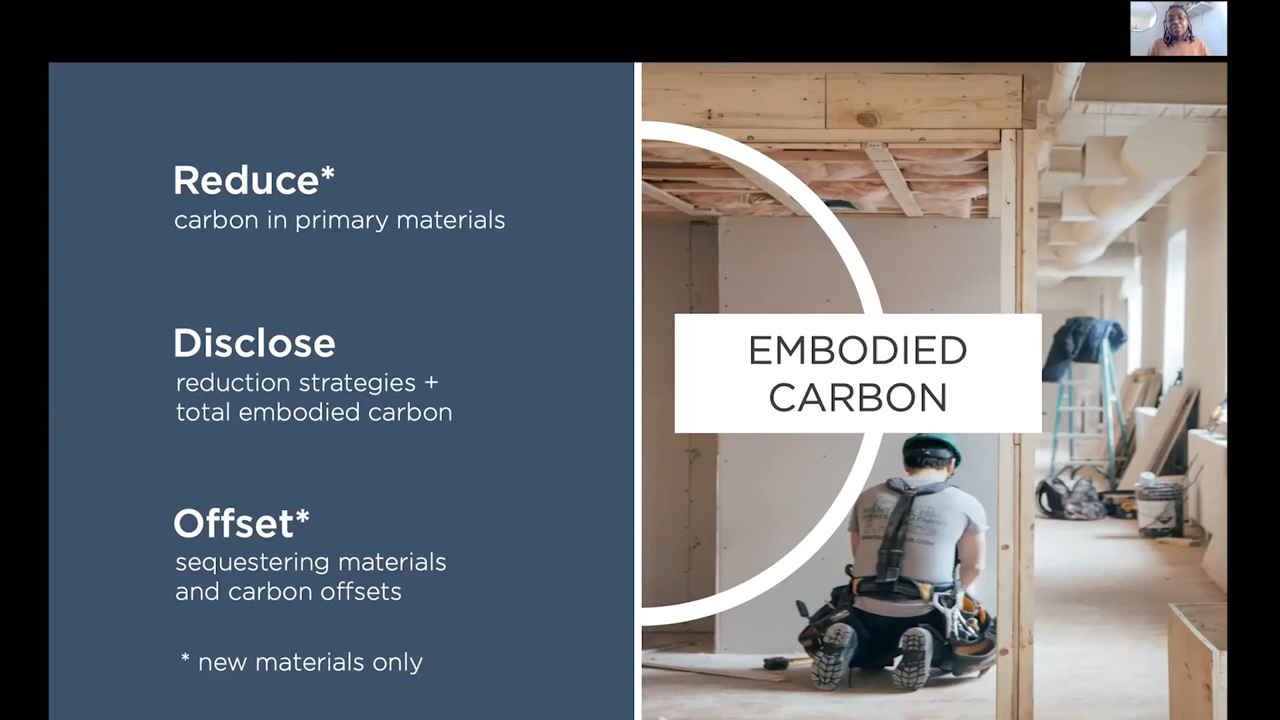 Reduce*
carbon in primary materials
Disclose
reduction strategies +
total embodied carbon
Offset*
sequestering materials
and carbon offsets
* new materials only
EMBODIED
CARBON